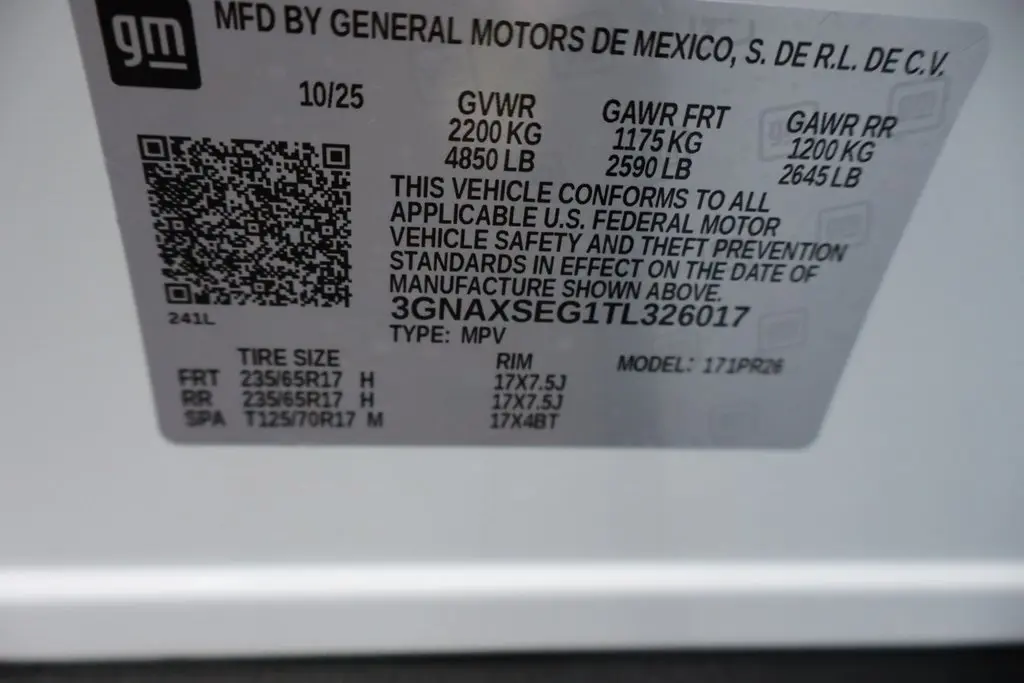 gm
MFD BY GENERAL MOTORS DE MEXICO, S. DE R.L. DE C.V.
10/25
GVWR GAWR FRT GAWR RR
2200 KG 1175 KG 1200 KG
4850 LB 2590 LB 2645 LB
THIS VEHICLE CONFORMS TO ALL
APPLICABLE U.S. FEDERAL MOTOR
VEHICLE SAFETY AND THEFT PREVENTION
STANDARDS IN EFFECT ON THE DATE OF
MANUFACTURE SHOWN ABOVE.
3GNAXSEG1TL326017
241L
TYPE: MPV
TIRE SIZE RIM MODEL: 171PR26
FRT 235/65R17 H 17X7.5J
RR 235/65R17 H 17X7.5J
SPA T125/70R17 M 17X4BT